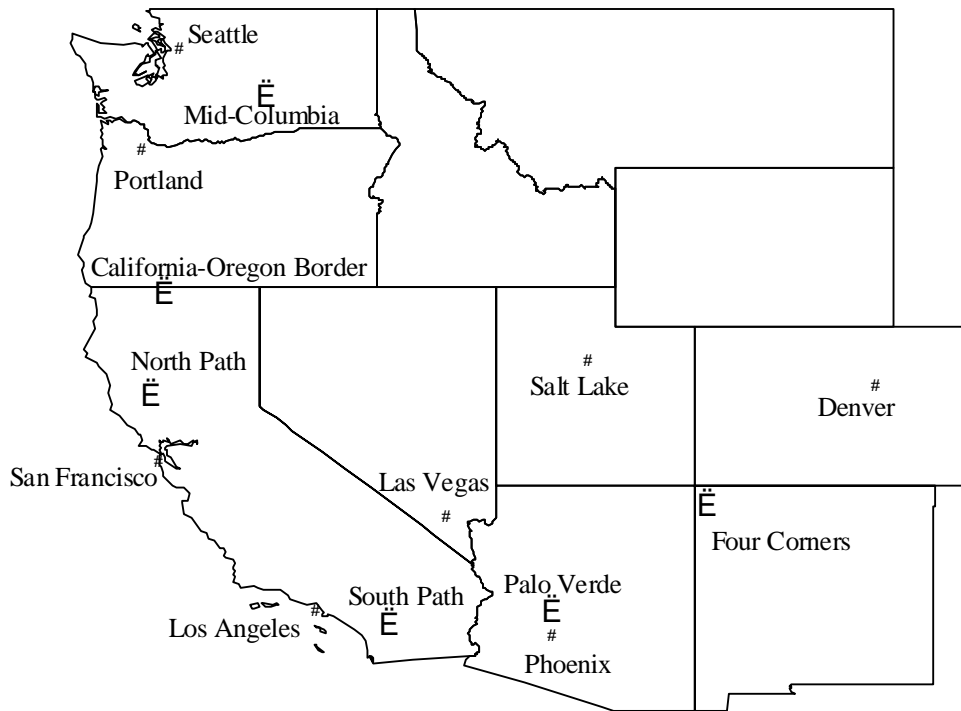 Seattle
#
Ë
Mid-Columbia
#
Portland
California-Oregon Border
Ë
North Path
Ë
#
Salt Lake
#
Denver
#
San Francisco
Las Vegas
#
Ë
Four Corners
South Path
Ë
Palo Verde
Ë
#
Los Angeles
#
Phoenix